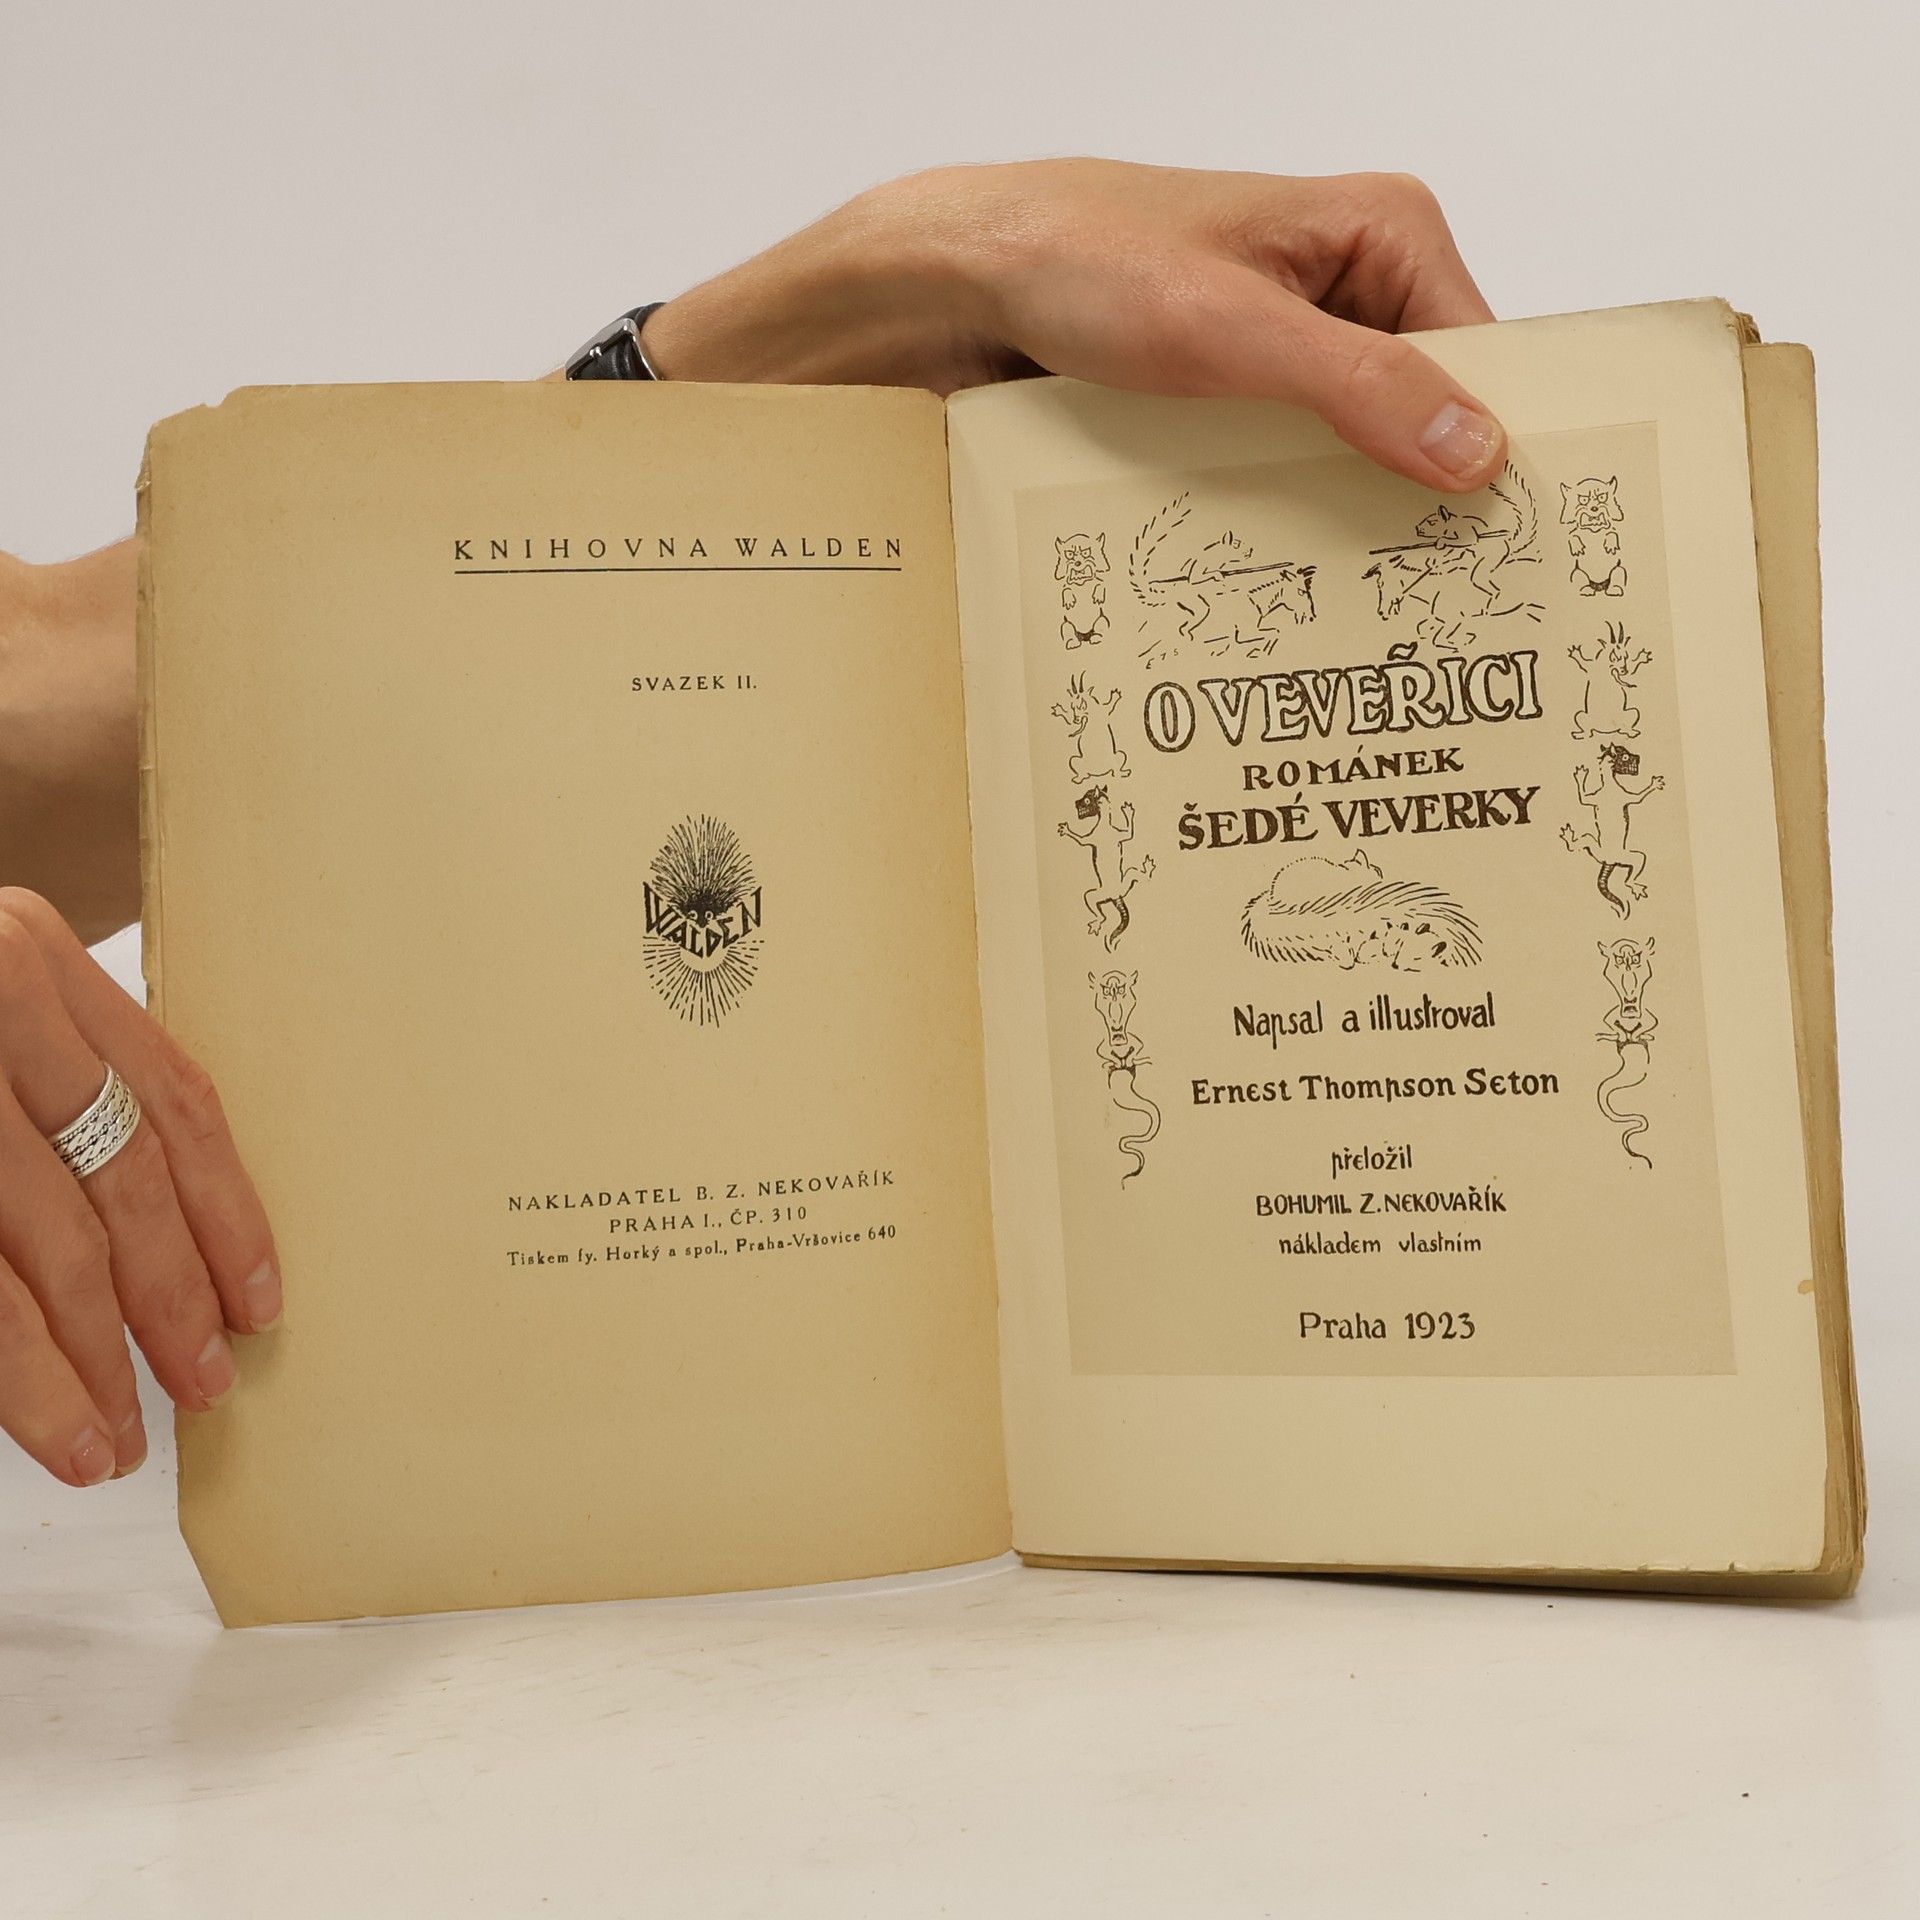 KNIHOVNA WALDEN
SVAZEK II.
WALDEN
NAKLADATEL B. Z. NEKOVAŘÍK
PRAHA I., ČP. 310
Tiskem fy. Horký a spol., Praha-Vršovice 640
ETS
O VEVEŘICI
ROMÁNEK
ŠEDÉ VEVERKY
Napsal a illustroval
Ernest Thompson Seton
přeložil
BOHUMIL Z. NEKOVAŘÍK
nákladem vlastním
Praha 1923